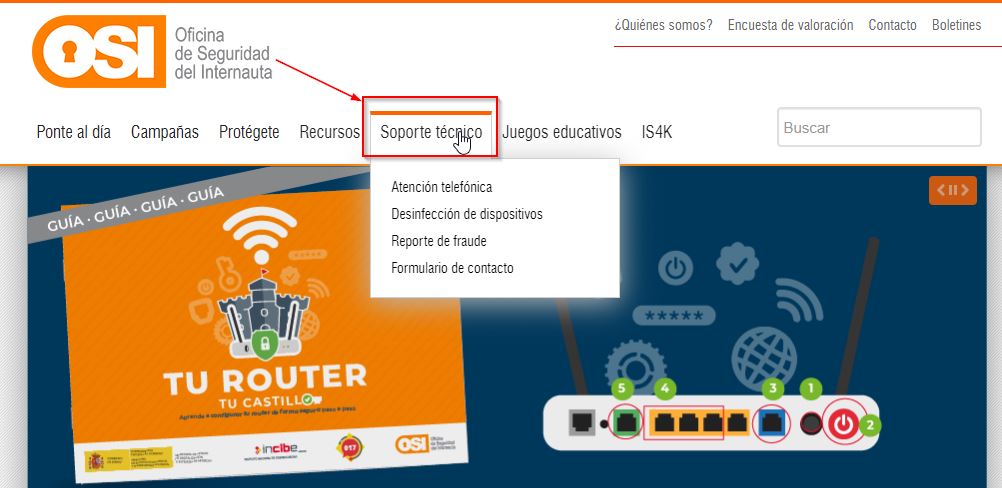 ¿Quiénes somos? Encuesta de valoración Contacto Boletines
OSI
Oficina
de Seguridad
del Internauta
Ponte al día Campañas Protégete Recursos Soporte técnico Juegos educativos IS4K
Buscar
Atención telefónica
Desinfección de dispositivos
Reporte de fraude
Formulario de contacto
GUÍA · GUÍA · GUÍA · GUÍA
TU ROUTER
TU CASTILLO
Aprende a configurar tu router de forma segura paso a paso
incibe
017
OSI
Oficina
de Seguridad
del Internauta
*****
5 4 3 1
2